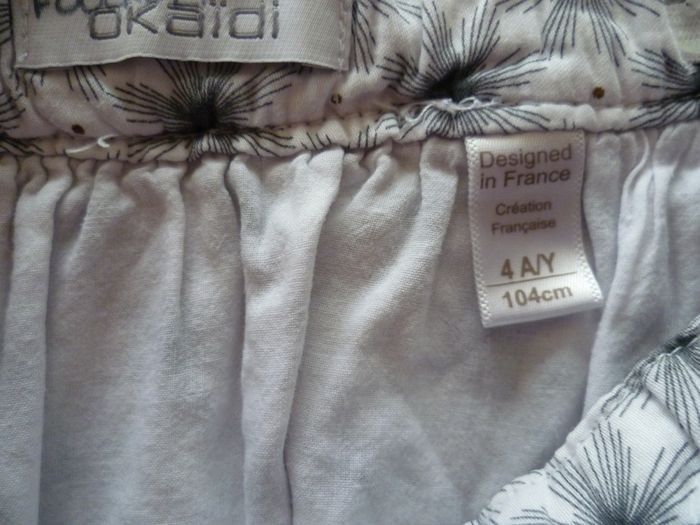 okaïdi
Designed
in France
Création
Française
4 A/Y
104cm